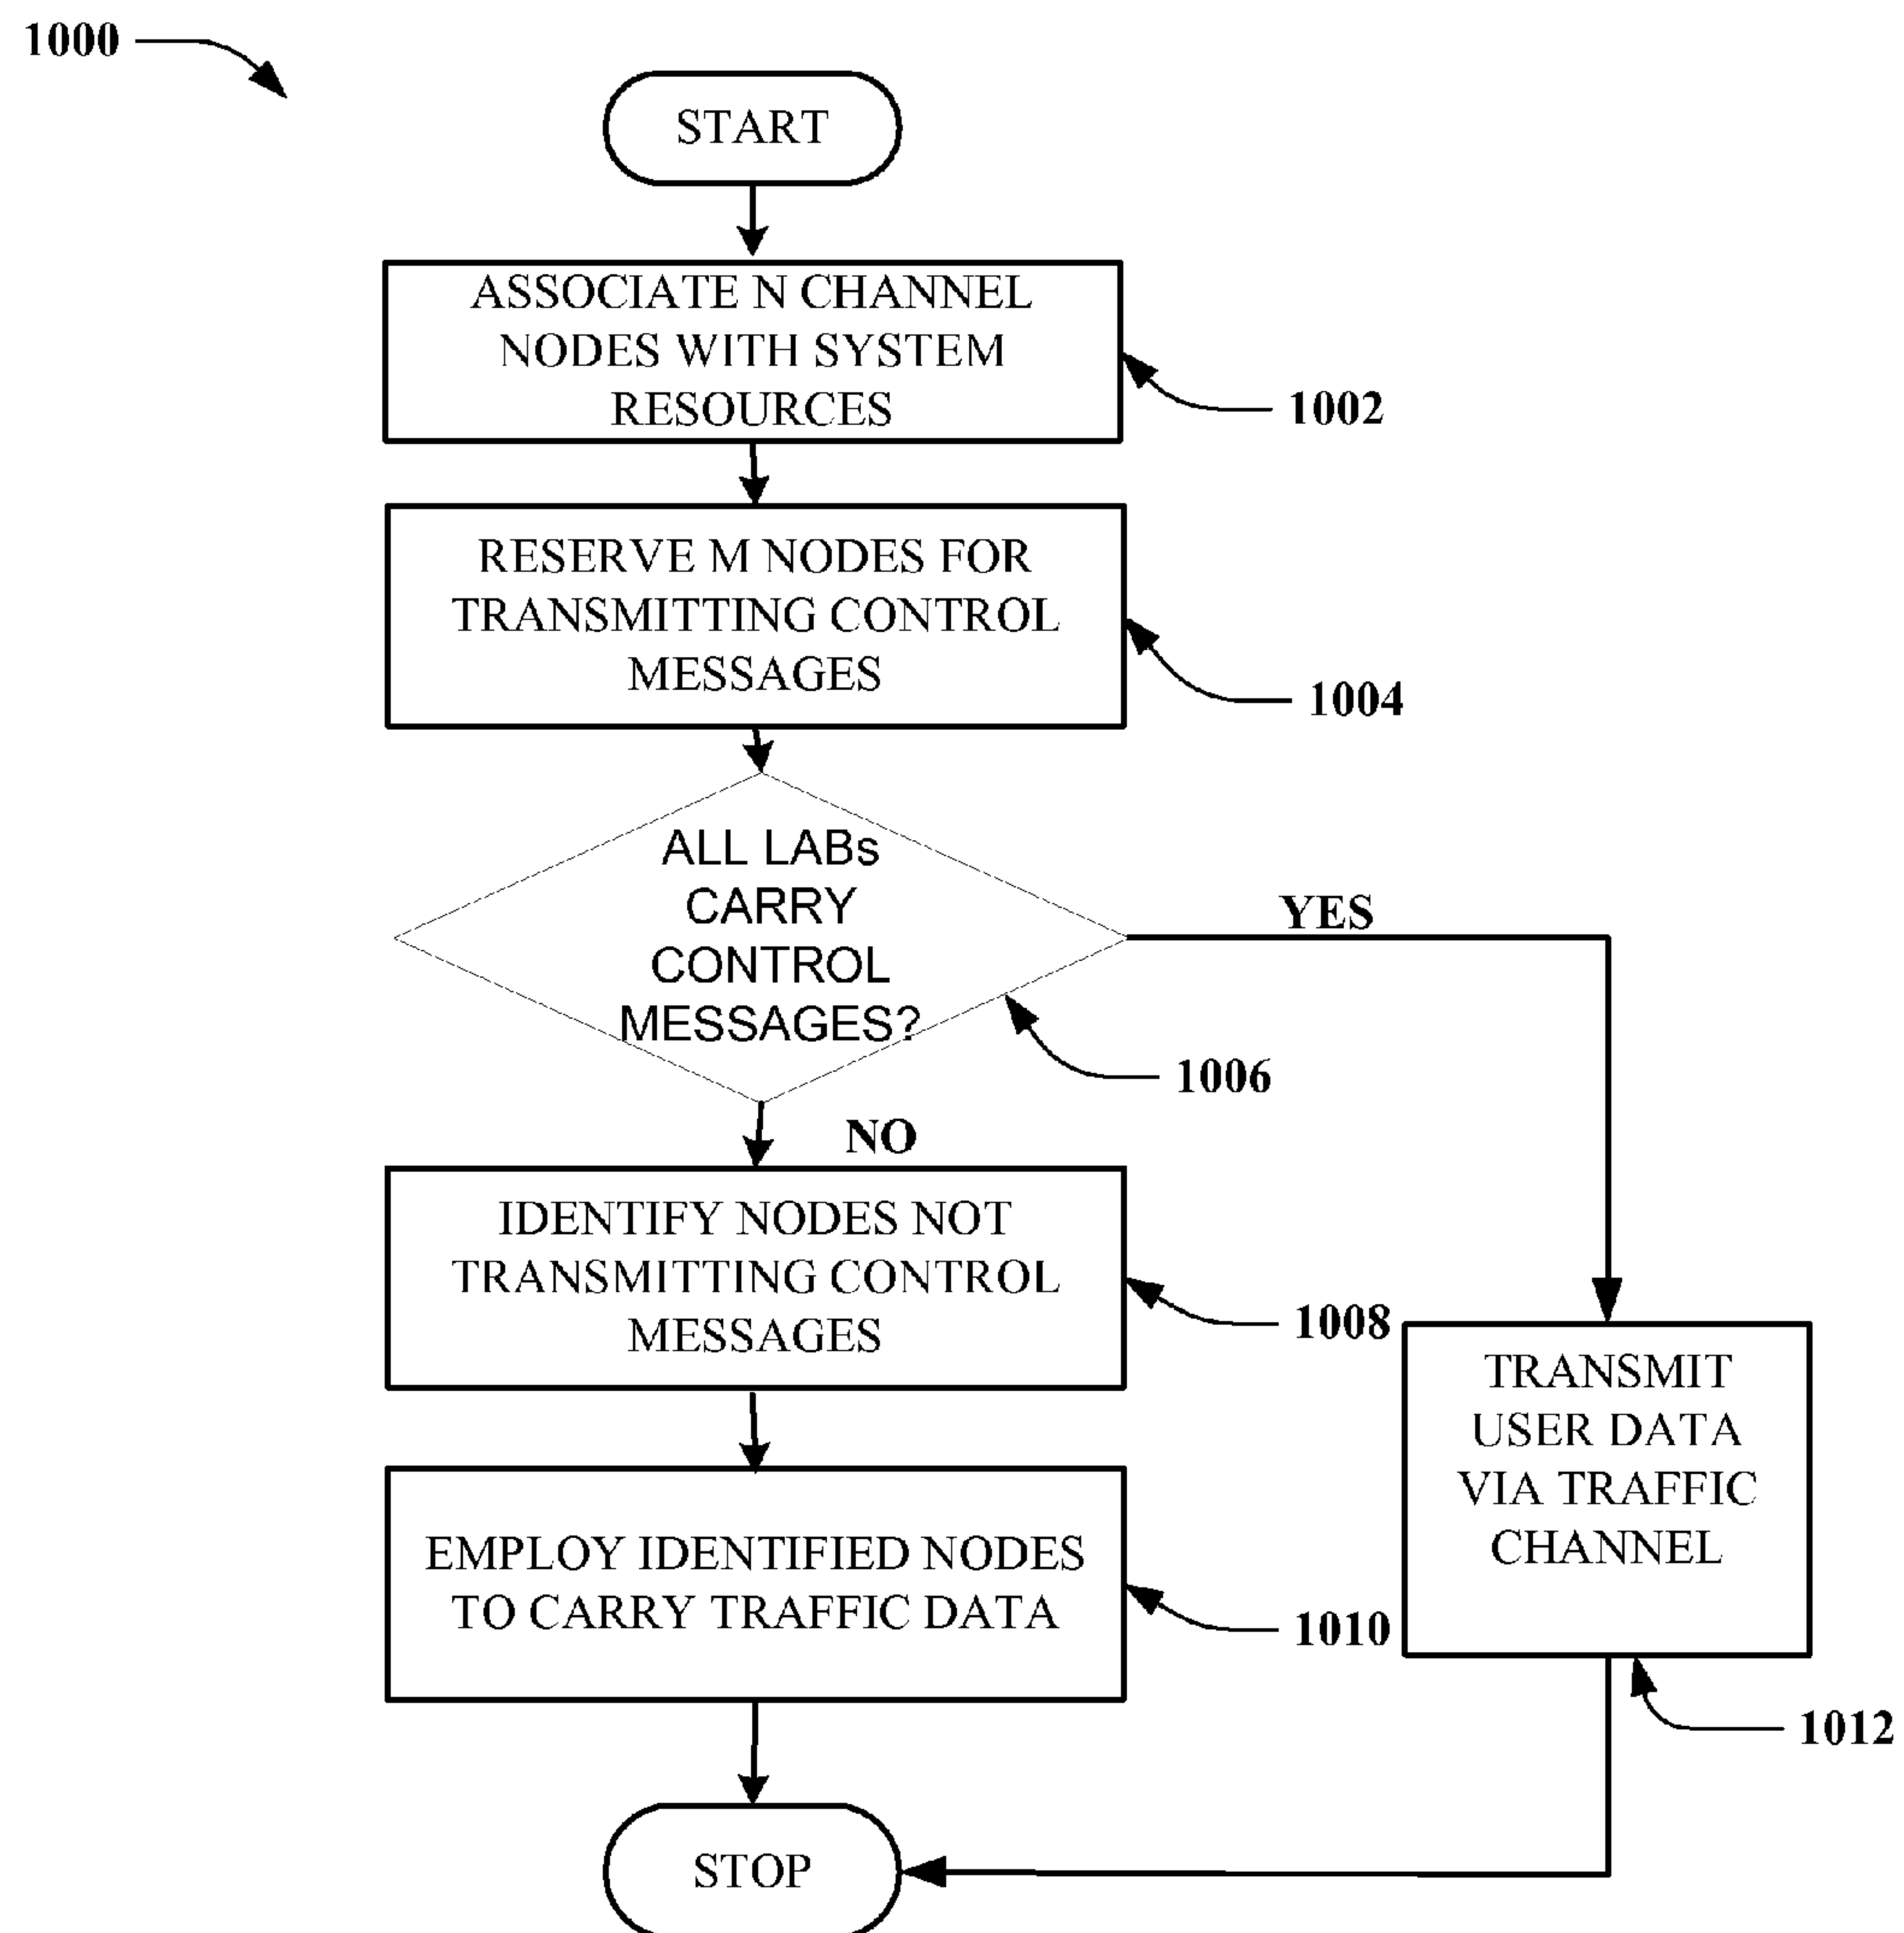 1000
START
ASSOCIATE N CHANNEL
NODES WITH SYSTEM
RESOURCES
1002
RESERVE M NODES FOR
TRANSMITTING CONTROL
MESSAGES
1004
ALL LABs
CARRY
CONTROL
MESSAGES?
YES
1006
NO
IDENTIFY NODES NOT
TRANSMITTING CONTROL
MESSAGES
1008
TRANSMIT
USER DATA
VIA TRAFFIC
CHANNEL
EMPLOY IDENTIFIED NODES
TO CARRY TRAFFIC DATA
1010
1012
STOP